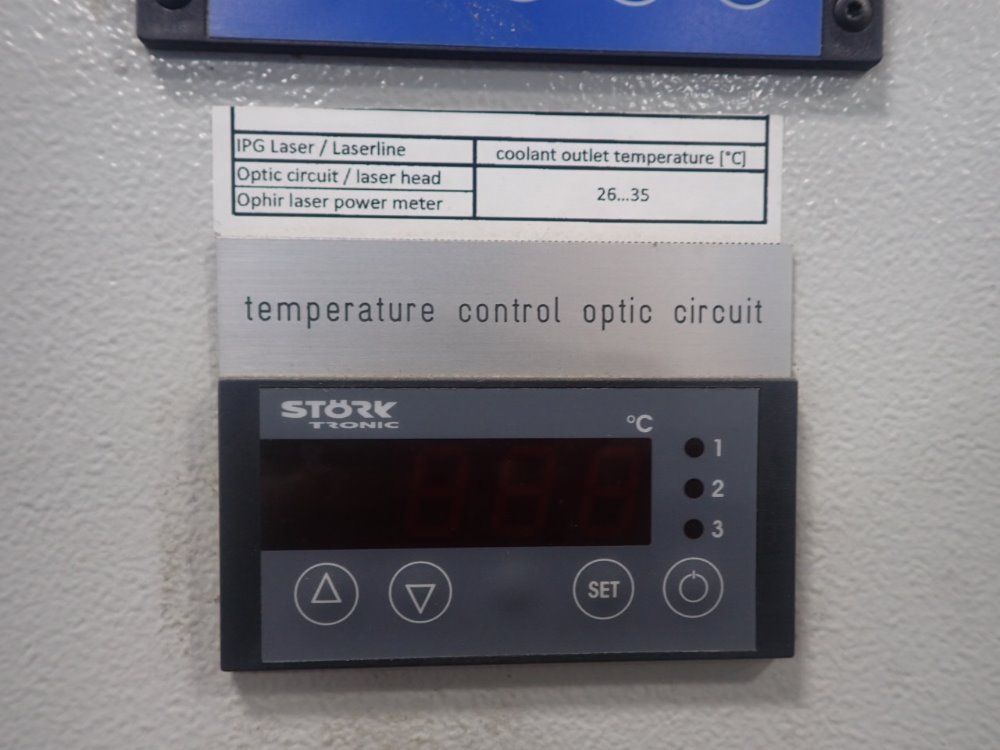 IPG Laser / Laserline
coolant outlet temperature [°C]
Optic circuit / laser head
Ophir laser power meter
26...35
temperature control optic circuit
STÖRK
TRONIC
°C
1
2
3
SET